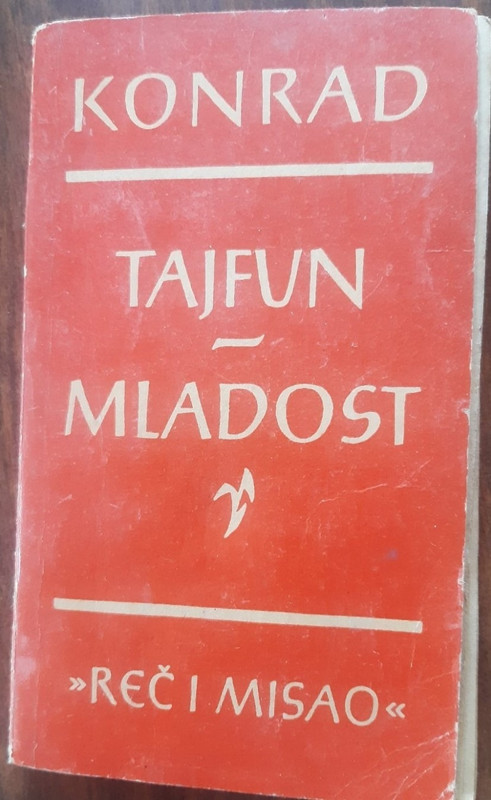 KONRAD
TAJFUN
–
MLADOST
»REČ I MISAO«